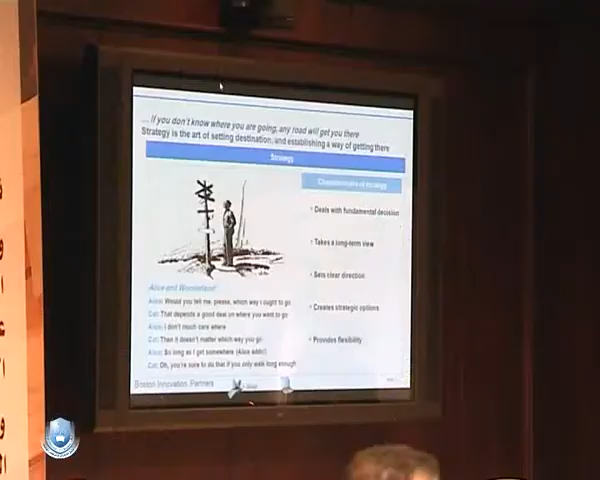 ... if you don't know where you are going, any road will get you there
Strategy is the art of setting destination, and establishing a way of getting there
Strategy
Characteristics of strategy
• Deals with fundamental decision
• Takes a long-term view
• Sets clear direction
• Creates strategic options
• Provides flexibility
Alice and Wonderland
Alice: Would you tell me, please, which way I ought to go
Cat: That depends a good deal on where you want to go
Alice: I don't much care where
Cat: Then it doesn't matter which way you go
Alice: So long as I get somewhere (Alice adds)
Cat: Oh, you're sure to do that if you only walk long enough
Boston Innovation Partners